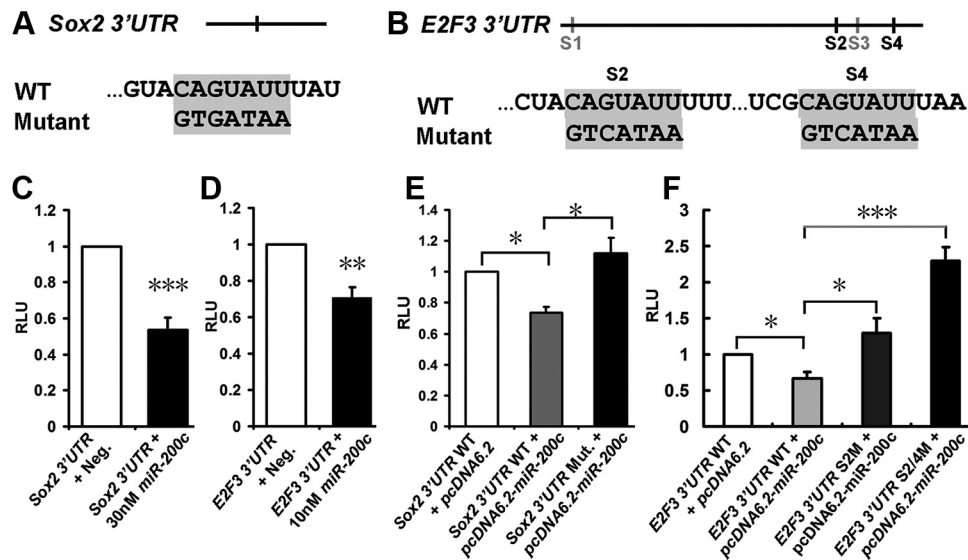 A Sox2 3'UTR
WT ...GUACAGUAUUUAU
Mutant GTGATAA
B E2F3 3'UTR
S1 S2 S3 S4
S2 S4
WT ...CUACAGUAUUUUU...UCGCAGUAUUUAA
Mutant GTCATAA GTCATAA
C
RLU
1.2
1
0.8
0.6
0.4
0.2
0
***
Sox2 3'UTR
+ Neg.
Sox2 3'UTR +
30nM miR-200c
D
RLU
1.2
1
0.8
0.6
0.4
0.2
0
**
E2F3 3'UTR
+ Neg.
E2F3 3'UTR +
10nM miR-200c
E
RLU
1.4
1.2
1
0.8
0.6
0.4
0.2
0
*
*
Sox2 3'UTR WT
+ pcDNA6.2
Sox2 3'UTR WT +
pcDNA6.2-miR-200c
Sox2 3'UTR Mut. +
pcDNA6.2-miR-200c
F
RLU
3
2.5
2
1.5
1
0.5
0
***
*
*
E2F3 3'UTR WT
+ pcDNA6.2
E2F3 3'UTR WT +
pcDNA6.2-miR-200c
E2F3 3'UTR S2M +
pcDNA6.2-miR-200c
E2F3 3'UTR S2/4M +
pcDNA6.2-miR-200c